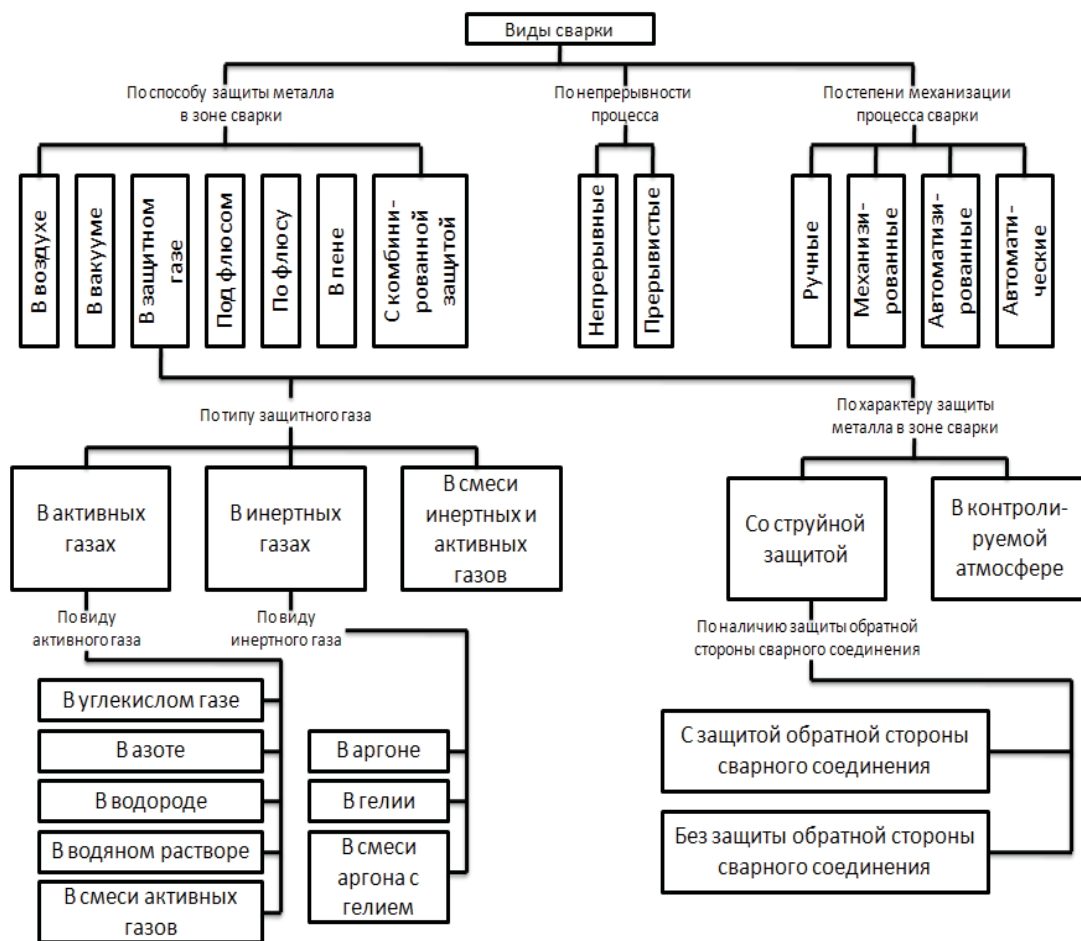 Виды сварки
По способу защиты металла
в зоне сварки
По непрерывности
процесса
По степени механизации
процесса сварки
В воздухе
В вакууме
В защитном
газе
Под флюсом
По флюсу
В пене
С комбини-
рованной
защитой
Непрерывные
Прерывистые
Ручные
Механизи-
рованные
Автоматизи-
рованные
Автомати-
ческие
По типу защитного газа
По характеру защиты
металла в зоне сварки
В активных
газах
В инертных
газах
В смеси
инертных и
активных
газов
Со струйной
защитой
В контроли-
руемой
атмосфере
По виду
активного газа
По виду
инертного газа
По наличию защиты обратной
стороны сварного соединения
В углекислом газе
В азоте
В водороде
В водяном растворе
В смеси активных
газов
В аргоне
В гелии
В смеси
аргона с
гелием
С защитой обратной стороны
сварного соединения
Без защиты обратной стороны
сварного соединения